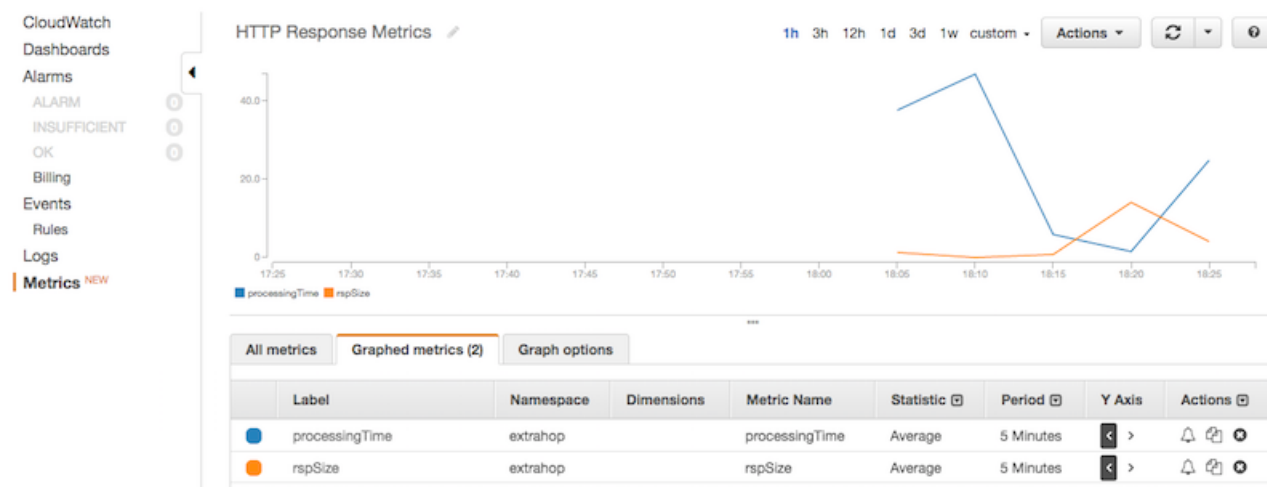 CloudWatch
Dashboards
Alarms
ALARM 0
INSUFFICIENT 0
OK 0
Billing
Events
Rules
Logs
Metrics NEW
HTTP Response Metrics
1h 3h 12h 1d 3d 1w custom Actions
40.0
20.0
0
17:25 17:30 17:35 17:40 17:45 17:50 17:55 18:00 18:05 18:10 18:15 18:20 18:25
processingTime rspSize
All metrics Graphed metrics (2) Graph options
Label Namespace Dimensions Metric Name Statistic Period Y Axis Actions
processingTime extrahop processingTime Average 5 Minutes < >
rspSize extrahop rspSize Average 5 Minutes < >